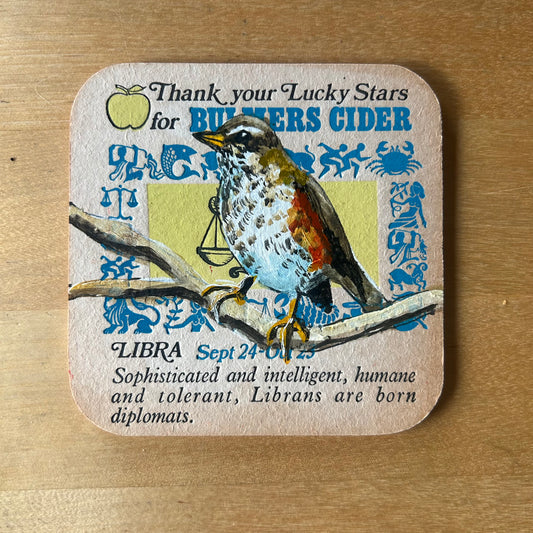 Thank your Lucky Stars
for BULMERS CIDER
LIBRA Sept 24-Oct 23
Sophisticated and intelligent, humane
and tolerant, Librans are born
diplomats.